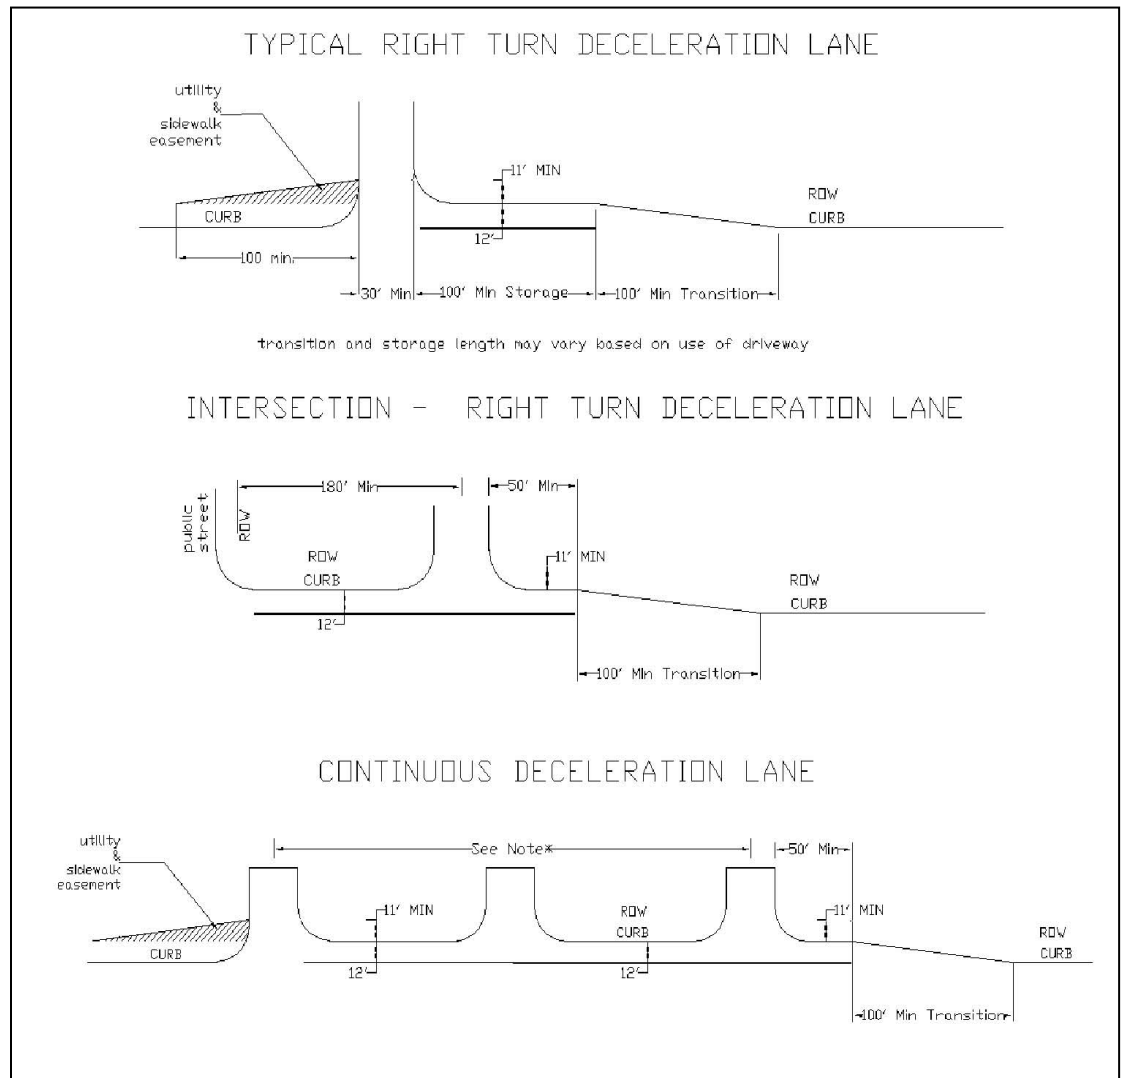 TYPICAL RIGHT TURN DECELERATION LANE
utility
&
sidewalk
easement
11' MIN
ROW
CURB
CURB
12'
100 min.
30' Min
100' Min Storage
100' Min Transition
transition and storage length may vary based on use of driveway
INTERSECTION - RIGHT TURN DECELERATION LANE
180' Min
50' Min
public
street
ROW
ROW
CURB
11' MIN
ROW
CURB
12'
100' Min Transition
CONTINUOUS DECELERATION LANE
utility
&
sidewalk
easement
See Note*
50' Min
11' MIN
ROW
CURB
11' MIN
ROW
CURB
CURB
12'
12'
100' Min Transition